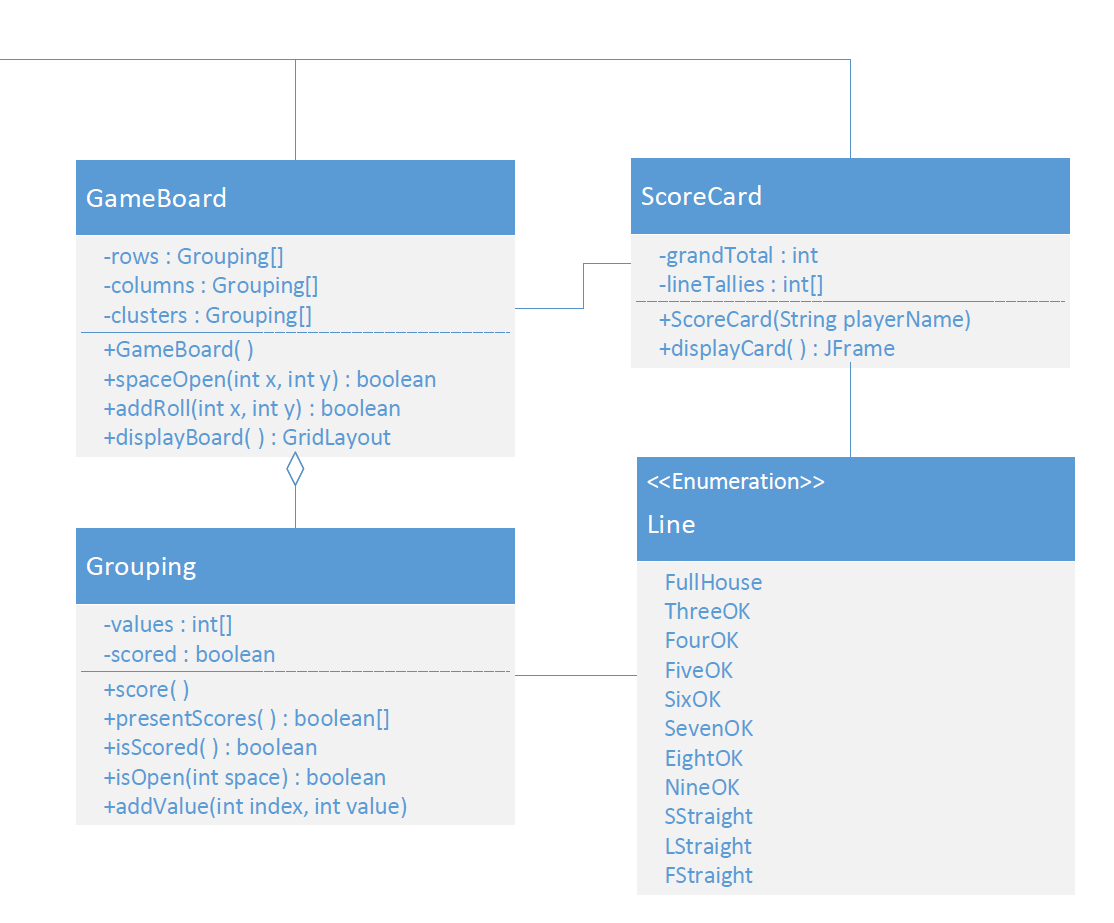 GameBoard
-rows : Grouping[]
-columns : Grouping[]
-clusters : Grouping[]
+GameBoard( )
+spaceOpen(int x, int y) : boolean
+addRoll(int x, int y) : boolean
+displayBoard( ) : GridLayout
ScoreCard
-grandTotal : int
-lineTallies : int[]
+ScoreCard(String playerName)
+displayCard( ) : JFrame
Grouping
-values : int[]
-scored : boolean
+score( )
+presentScores( ) : boolean[]
+isScored( ) : boolean
+isOpen(int space) : boolean
+addValue(int index, int value)
<<Enumeration>>
Line
FullHouse
ThreeOK
FourOK
FiveOK
SixOK
SevenOK
EightOK
NineOK
SStraight
LStraight
FStraight